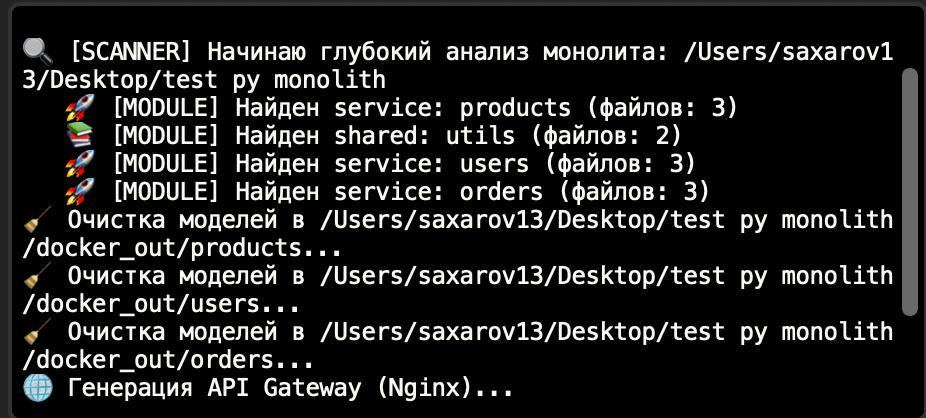 🔍 [SCANNER] Начинаю глубокий анализ монолита: /Users/saxarov1
3/Desktop/test py monolith
🚀 [MODULE] Найден service: products (файлов: 3)
📚 [MODULE] Найден shared: utils (файлов: 2)
🚀 [MODULE] Найден service: users (файлов: 3)
🚀 [MODULE] Найден service: orders (файлов: 3)
🧹 Очистка моделей в /Users/saxarov13/Desktop/test py monolith
/docker_out/products...
🧹 Очистка моделей в /Users/saxarov13/Desktop/test py monolith
/docker_out/users...
🧹 Очистка моделей в /Users/saxarov13/Desktop/test py monolith
/docker_out/orders...
🌐 Генерация API Gateway (Nginx)...